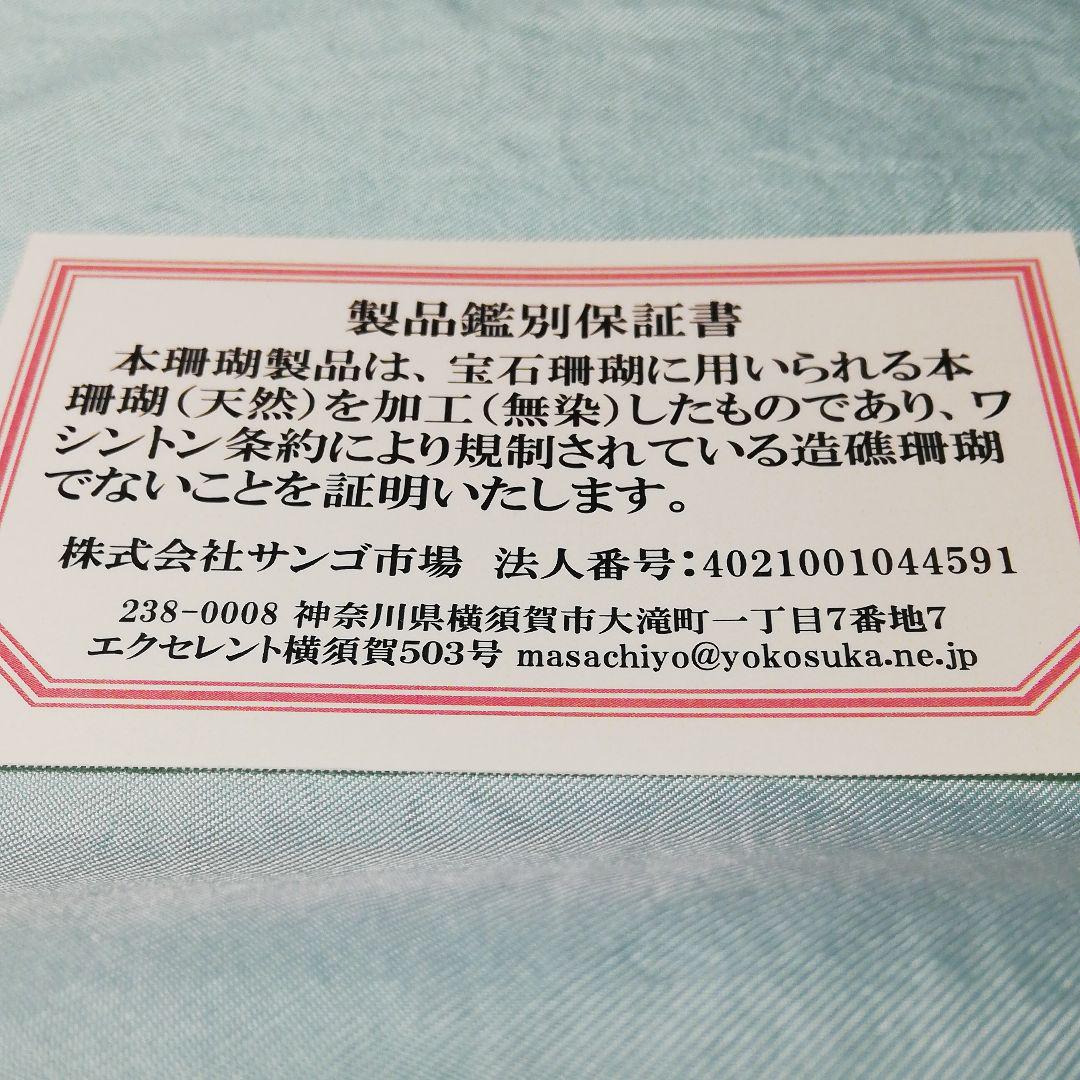 製品鑑別保証書
本珊瑚製品は、宝石珊瑚に用いられる本
珊瑚(天然)を加工(無染)したものであり、ワ
シントン条約により規制されている造礁珊瑚
でないことを証明いたします。
株式会社サンゴ市場 法人番号:4021001044591
238-0008 神奈川県横須賀市大滝町一丁目7番地7
エクセレント横須賀503号 masachiyo@yokosuka.ne.jp